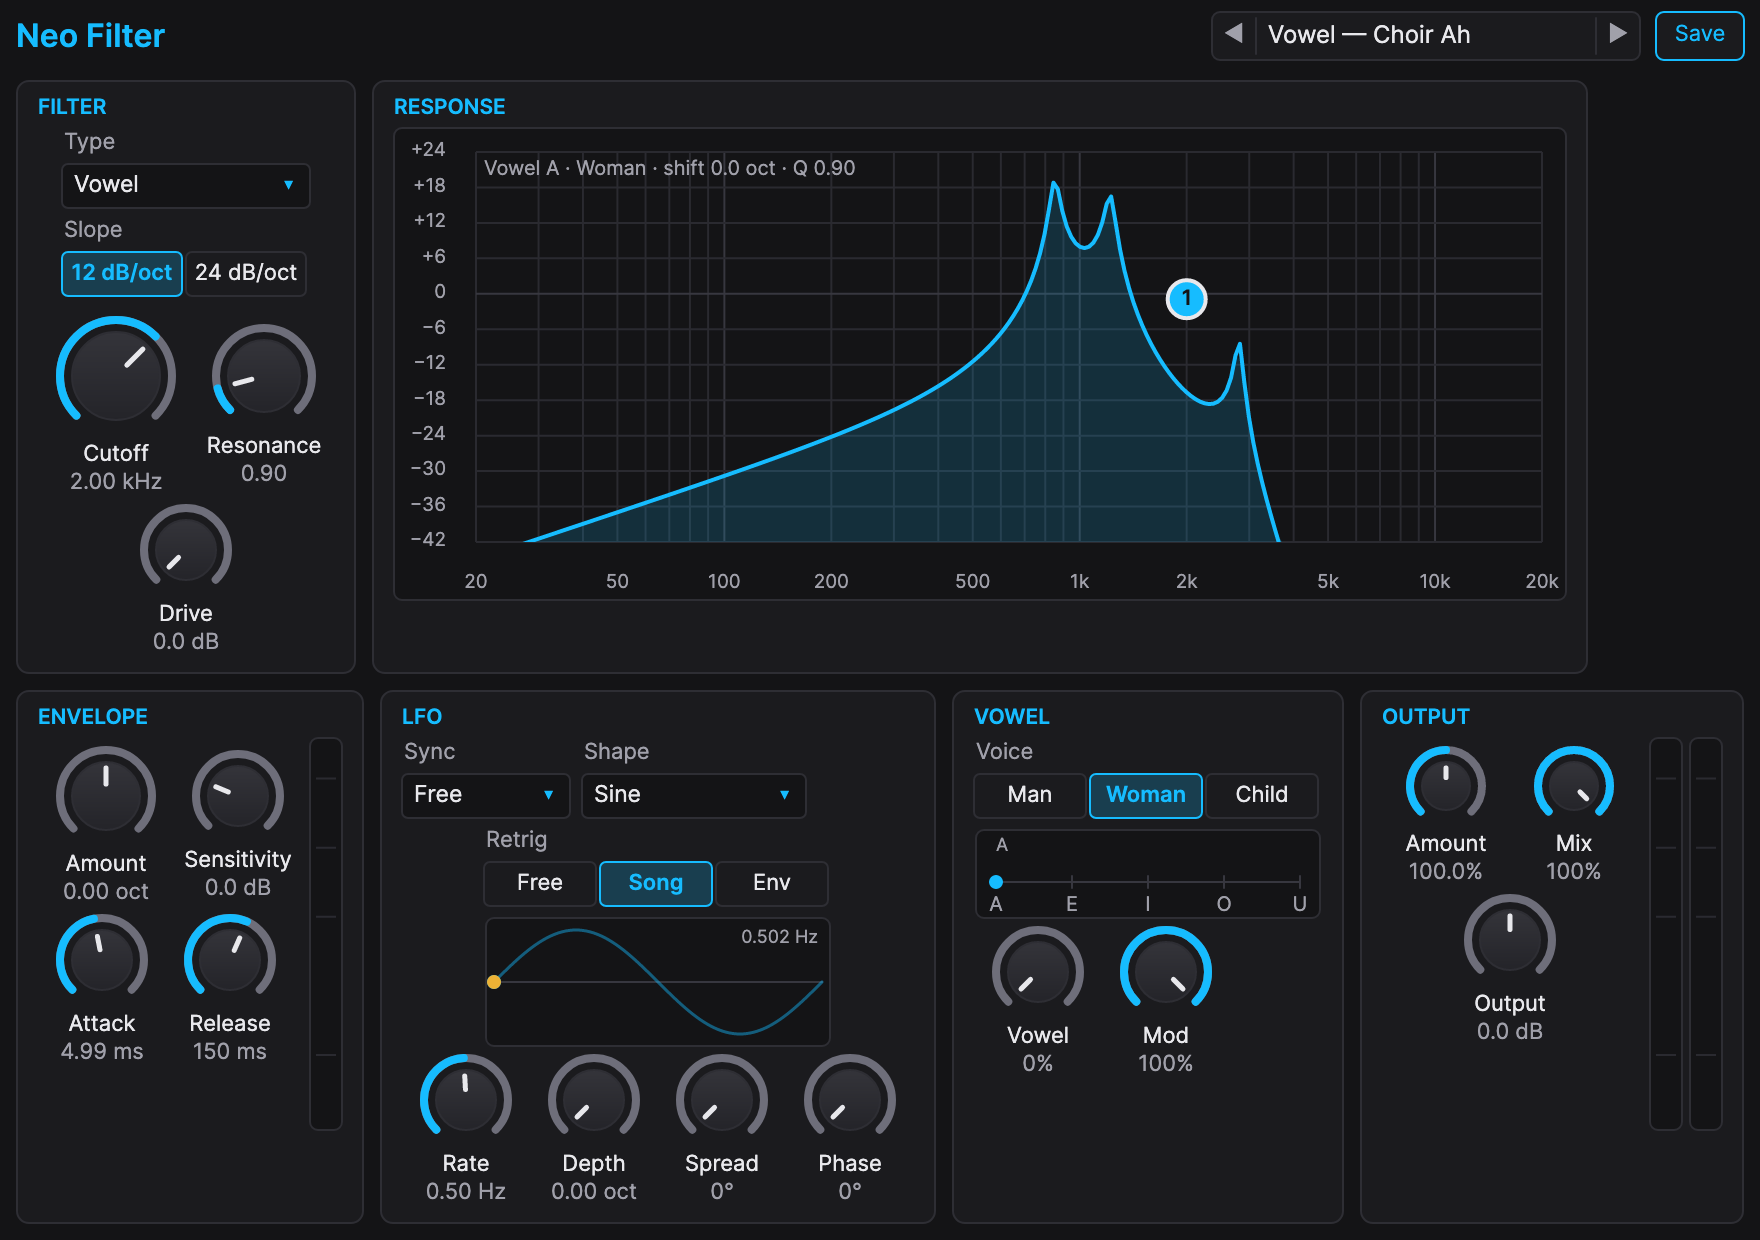 Neo Filter
Vowel — Choir Ah
Save
FILTER
Type
Vowel
Slope
12 dB/oct
24 dB/oct
Cutoff
2.00 kHz
Resonance
0.90
Drive
0.0 dB
RESPONSE
Vowel A · Woman · shift 0.0 oct · Q 0.90
+24
+18
+12
+6
0
−6
−12
−18
−24
−30
−36
−42
1
20 50 100 200 500 1k 2k 5k 10k 20k
ENVELOPE
Amount
0.00 oct
Sensitivity
0.0 dB
Attack
4.99 ms
Release
150 ms
LFO
Sync
Free
Shape
Sine
Retrig
Free
Song
Env
0.502 Hz
Rate
0.50 Hz
Depth
0.00 oct
Spread
0°
Phase
0°
VOWEL
Voice
Man
Woman
Child
A
A E I O U
Vowel
0%
Mod
100%
OUTPUT
Amount
100.0%
Mix
100%
Output
0.0 dB